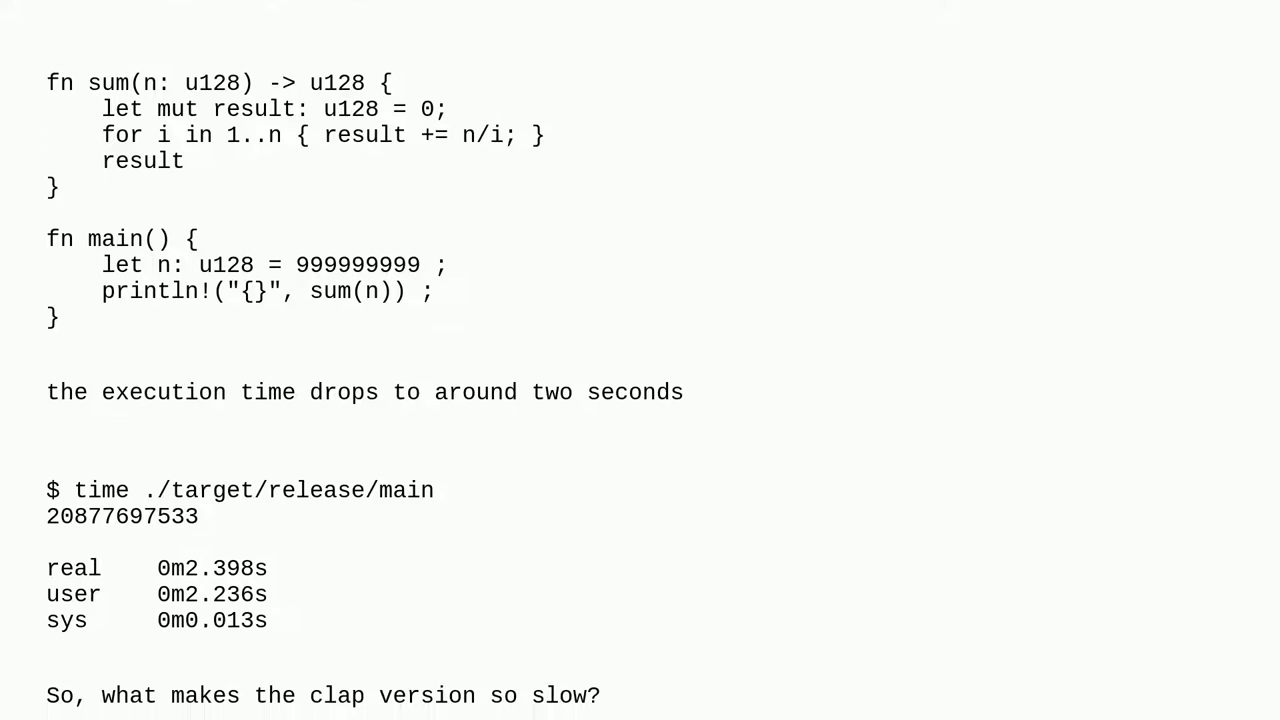 fn sum(n: u128) -> u128 {
    let mut result: u128 = 0;
    for i in 1..n { result += n/i; }
    result
}
fn main() {
    let n: u128 = 999999999 ;
    println!("{}", sum(n)) ;
}
the execution time drops to around two seconds
$ time ./target/release/main
20877697533
real    0m2.398s
user    0m2.236s
sys     0m0.013s
So, what makes the clap version so slow?